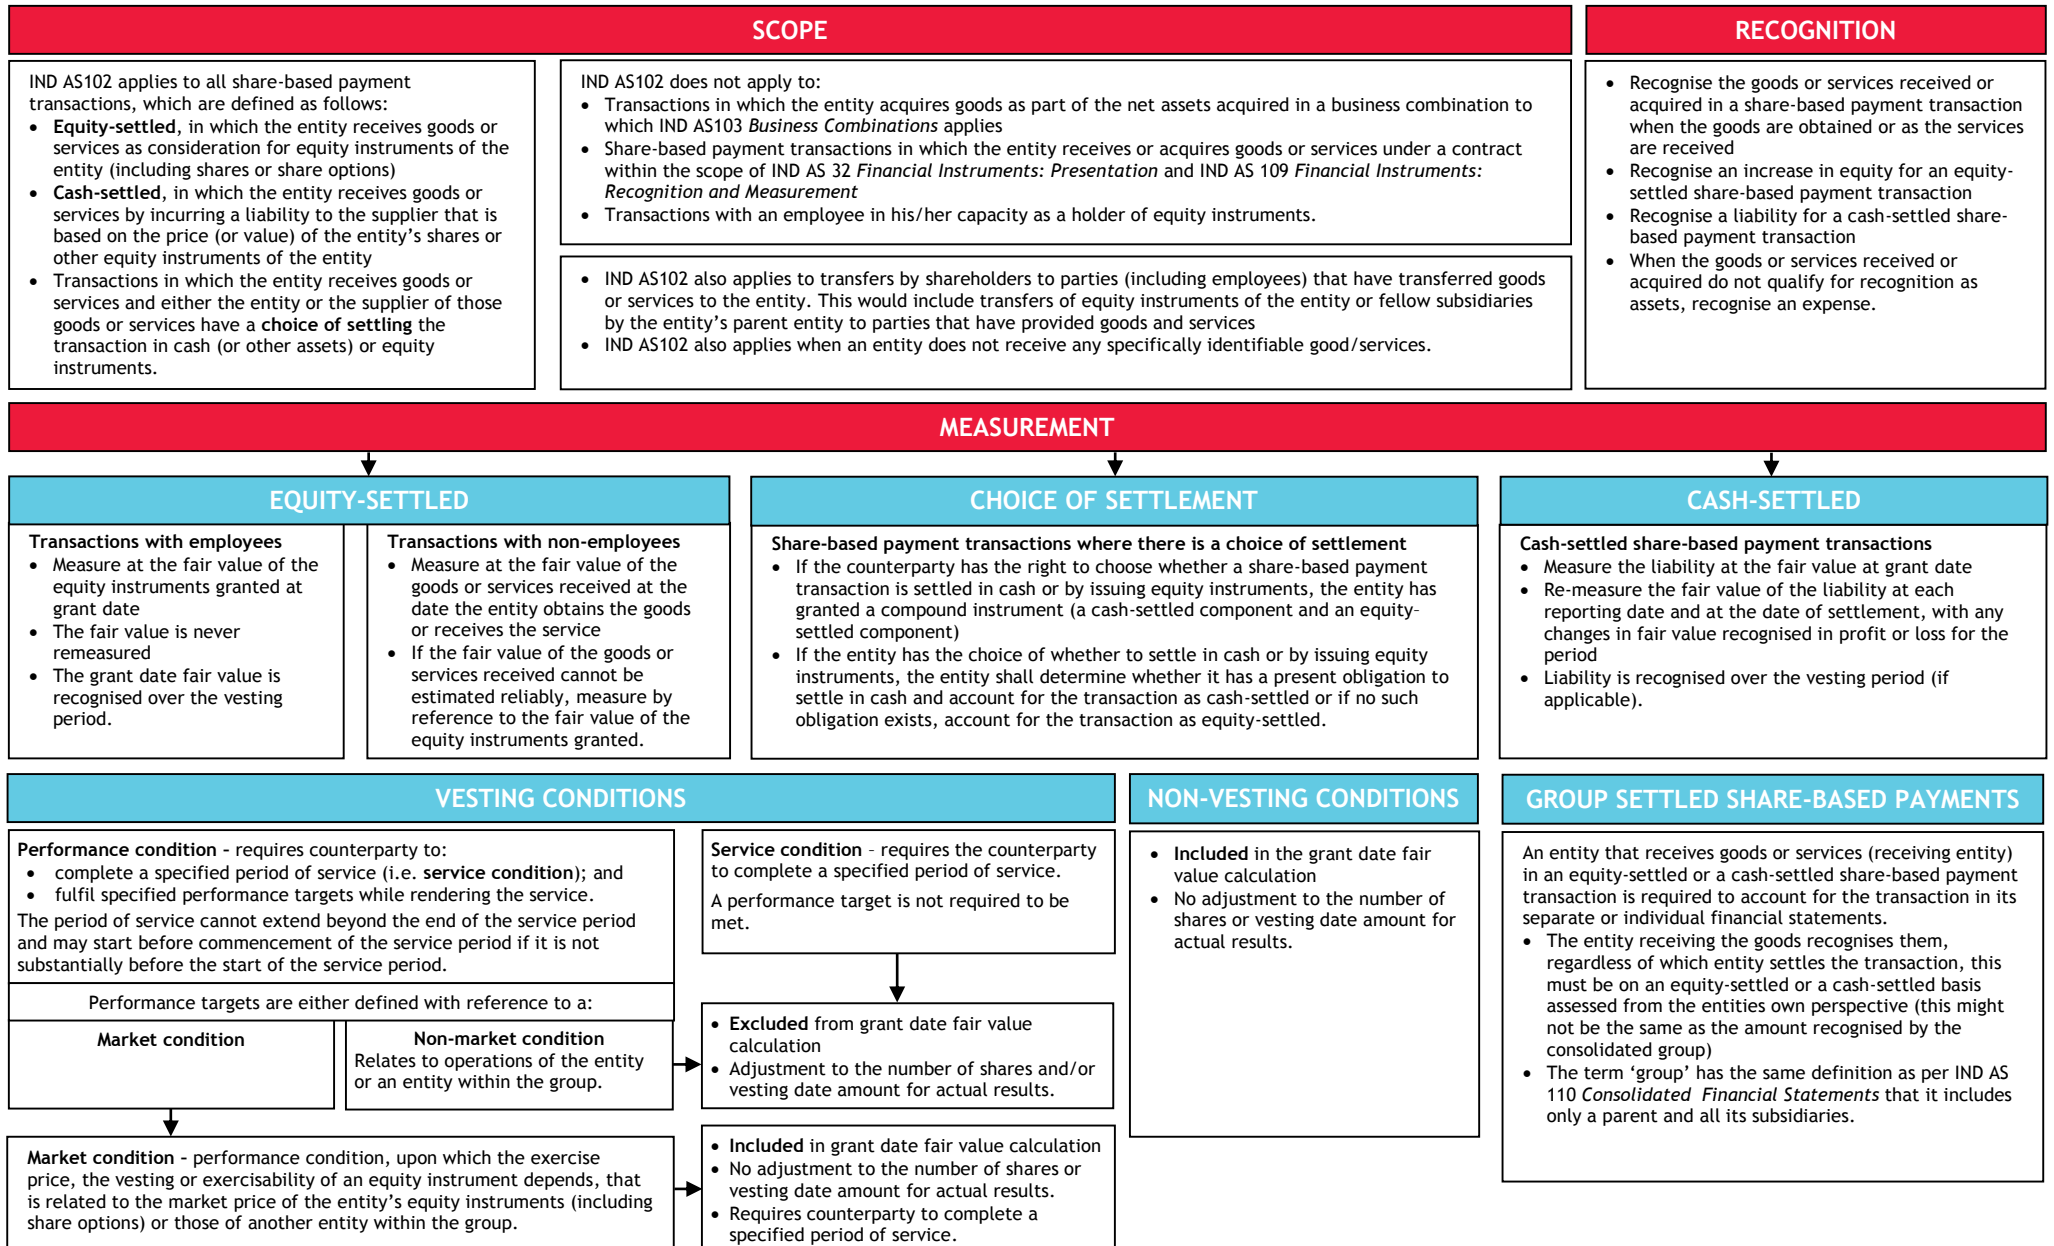 SCOPE
IND AS102 applies to all share-based payment
transactions, which are defined as follows:
• Equity-settled, in which the entity receives goods or
services as consideration for equity instruments of the
entity (including shares or share options)
• Cash-settled, in which the entity receives goods or
services by incurring a liability to the supplier that is
based on the price (or value) of the entity’s shares or
other equity instruments of the entity
• Transactions in which the entity receives goods or
services and either the entity or the supplier of those
goods or services have a choice of settling the
transaction in cash (or other assets) or equity
instruments.
IND AS102 does not apply to:
• Transactions in which the entity acquires goods as part of the net assets acquired in a business combination to
which IND AS103 Business Combinations applies
• Share-based payment transactions in which the entity receives or acquires goods or services under a contract
within the scope of IND AS 32 Financial Instruments: Presentation and IND AS 109 Financial Instruments:
Recognition and Measurement
• Transactions with an employee in his/her capacity as a holder of equity instruments.
• IND AS102 also applies to transfers by shareholders to parties (including employees) that have transferred goods
or services to the entity. This would include transfers of equity instruments of the entity or fellow subsidiaries
by the entity’s parent entity to parties that have provided goods and services
• IND AS102 also applies when an entity does not receive any specifically identifiable good/services.
RECOGNITION
• Recognise the goods or services received or
acquired in a share-based payment transaction
when the goods are obtained or as the services
are received
• Recognise an increase in equity for an equity-
settled share-based payment transaction
• Recognise a liability for a cash-settled share-
based payment transaction
• When the goods or services received or
acquired do not qualify for recognition as
assets, recognise an expense.
MEASUREMENT
EQUITY-SETTLED
Transactions with employees
• Measure at the fair value of the
equity instruments granted at
grant date
• The fair value is never
remeasured
• The grant date fair value is
recognised over the vesting
period.
Transactions with non-employees
• Measure at the fair value of the
goods or services received at the
date the entity obtains the goods
or receives the service
• If the fair value of the goods or
services received cannot be
estimated reliably, measure by
reference to the fair value of the
equity instruments granted.
CHOICE OF SETTLEMENT
Share-based payment transactions where there is a choice of settlement
• If the counterparty has the right to choose whether a share-based payment
transaction is settled in cash or by issuing equity instruments, the entity has
granted a compound instrument (a cash-settled component and an equity-
settled component)
• If the entity has the choice of whether to settle in cash or by issuing equity
instruments, the entity shall determine whether it has a present obligation to
settle in cash and account for the transaction as cash-settled or if no such
obligation exists, account for the transaction as equity-settled.
CASH-SETTLED
Cash-settled share-based payment transactions
• Measure the liability at the fair value at grant date
• Re-measure the fair value of the liability at each
reporting date and at the date of settlement, with any
changes in fair value recognised in profit or loss for the
period
• Liability is recognised over the vesting period (if
applicable).
VESTING CONDITIONS
Performance condition – requires counterparty to:
• complete a specified period of service (i.e. service condition); and
• fulfil specified performance targets while rendering the service.
The period of service cannot extend beyond the end of the service period
and may start before commencement of the service period if it is not
substantially before the start of the service period.
Performance targets are either defined with reference to a:
Market condition
Non-market condition
Relates to operations of the entity
or an entity within the group.
Market condition – performance condition, upon which the exercise
price, the vesting or exercisability of an equity instrument depends, that
is related to the market price of the entity’s equity instruments (including
share options) or those of another entity within the group.
Service condition – requires the counterparty
to complete a specified period of service.
A performance target is not required to be
met.
• Excluded from grant date fair value
calculation
• Adjustment to the number of shares and/or
vesting date amount for actual results.
• Included in grant date fair value calculation
• No adjustment to the number of shares or
vesting date amount for actual results.
• Requires counterparty to complete a
specified period of service.
NON-VESTING CONDITIONS
• Included in the grant date fair
value calculation
• No adjustment to the number of
shares or vesting date amount for
actual results.
GROUP SETTLED SHARE-BASED PAYMENTS
An entity that receives goods or services (receiving entity)
in an equity-settled or a cash-settled share-based payment
transaction is required to account for the transaction in its
separate or individual financial statements.
• The entity receiving the goods recognises them,
regardless of which entity settles the transaction, this
must be on an equity-settled or a cash-settled basis
assessed from the entities own perspective (this might
not be the same as the amount recognised by the
consolidated group)
• The term ‘group’ has the same definition as per IND AS
110 Consolidated Financial Statements that it includes
only a parent and all its subsidiaries.